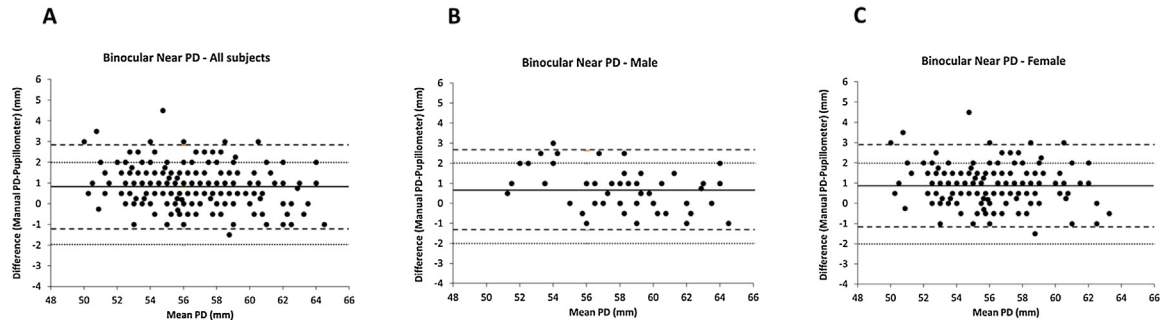 A
Binocular Near PD - All subjects
Difference (Manual PD-Pupillometer) (mm)
6
5
4
3
2
1
0
-1
-2
-3
-4
48 50 52 54 56 58 60 62 64 66
Mean PD (mm)
B
Binocular Near PD - Male
Difference (Manual PD-Pupillometer) (mm)
6
5
4
3
2
1
0
-1
-2
-3
-4
48 50 52 54 56 58 60 62 64 66
Mean PD (mm)
C
Binocular Near PD - Female
Difference (Manual PD-Pupillometer) (mm)
6
5
4
3
2
1
0
-1
-2
-3
-4
48 50 52 54 56 58 60 62 64 66
Mean PD (mm)